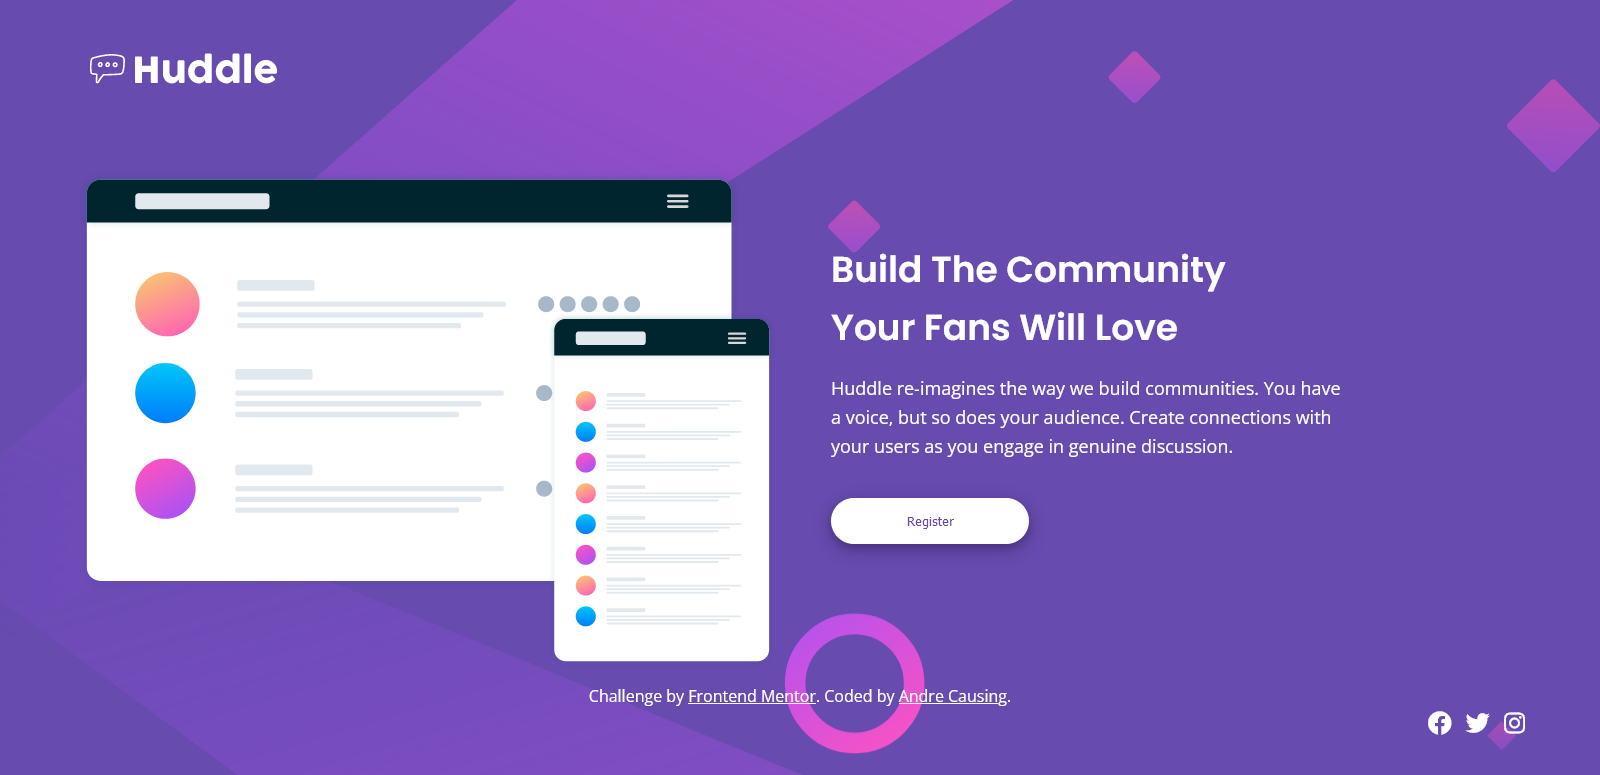 Huddle
Build The Community
Your Fans Will Love
Huddle re-imagines the way we build communities. You have
a voice, but so does your audience. Create connections with
your users as you engage in genuine discussion.
Register
Challenge by Frontend Mentor. Coded by Andre Causing.